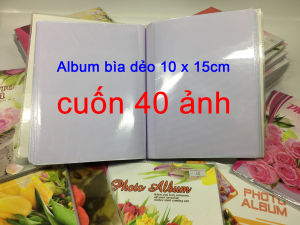 Album bìa dẻo 10 x 15cm
cuốn 40 ảnh
Photo Album
PHOTO
ALBUM